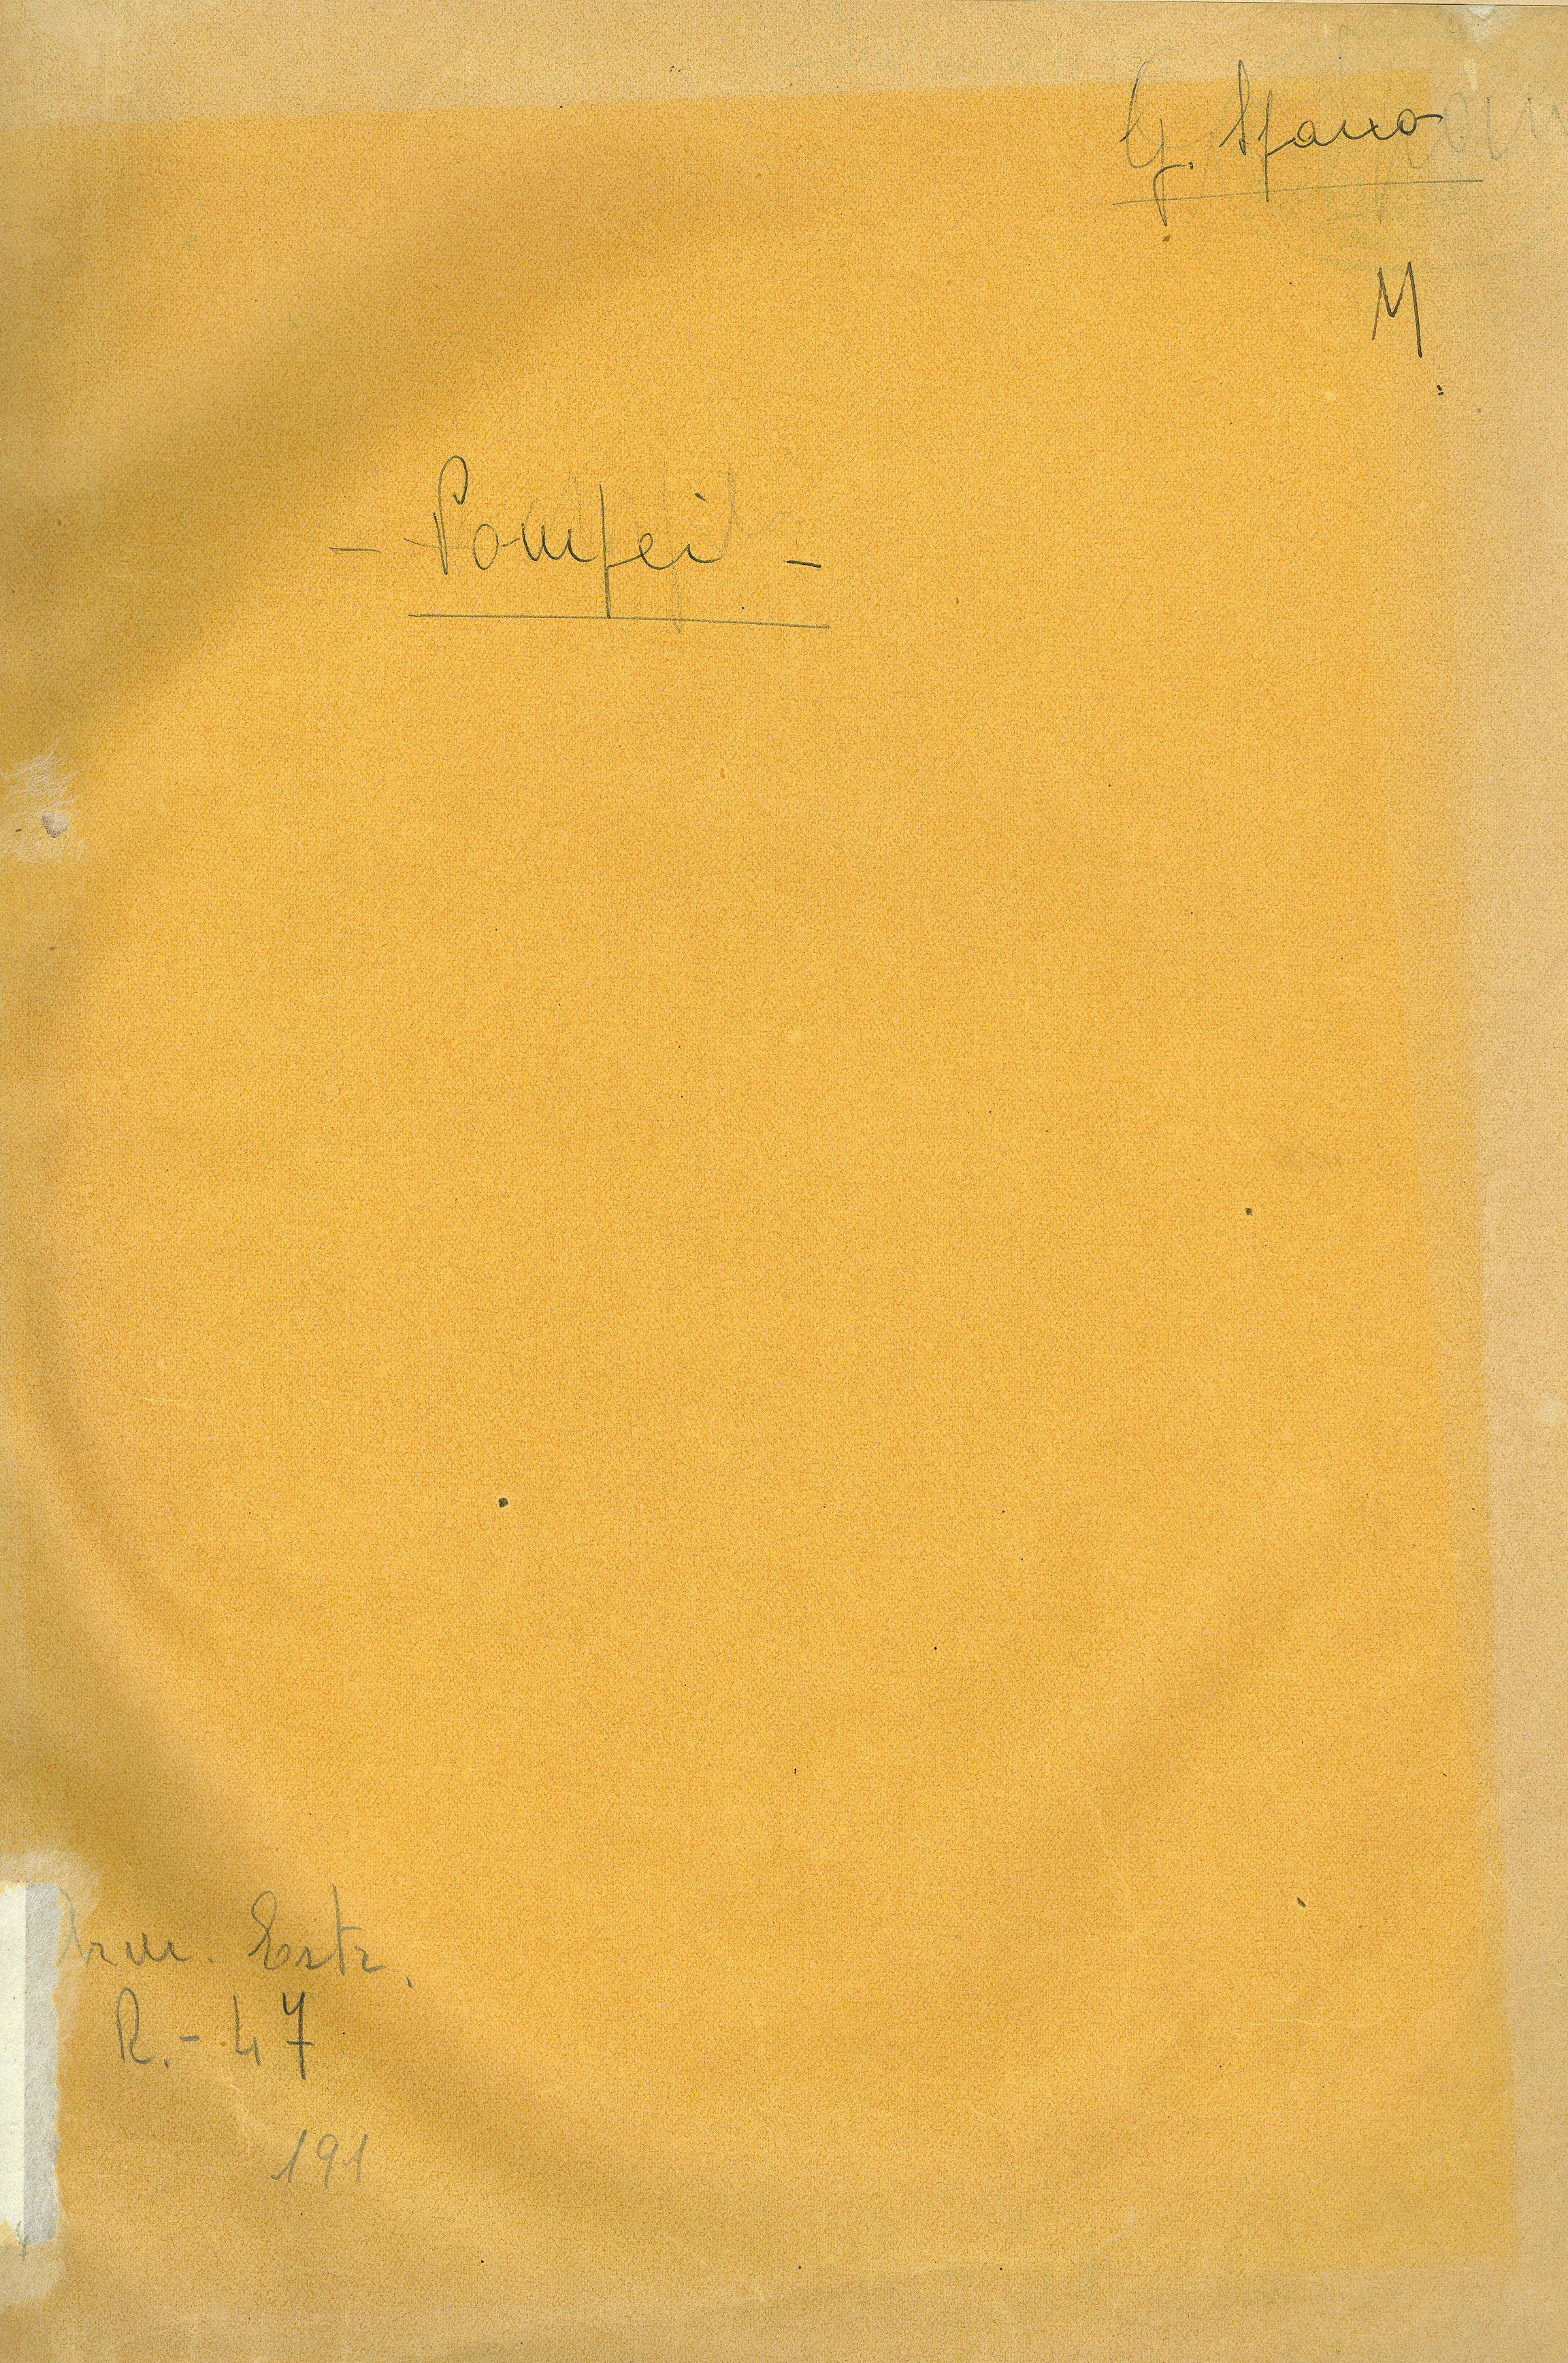 G. Spano
M
- Pompei -
Arm. Estr.
R. - 47
191